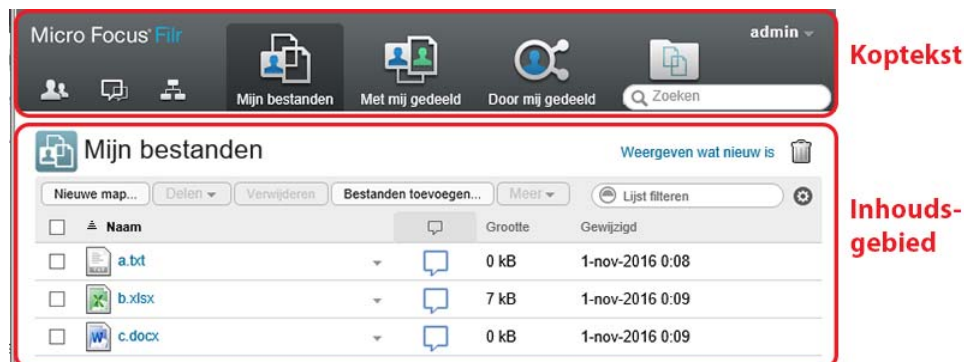 Micro Focus Filr
admin
Koptekst
Mijn bestanden
Met mij gedeeld
Door mij gedeeld
Zoeken
Mijn bestanden
Weergeven wat nieuw is
Nieuwe map...
Delen
Verwijderen
Bestanden toevoegen...
Meer
Lijst filteren
Inhouds-
gebied
Naam
Grootte
Gewijzigd
a.txt
0 kB
1-nov-2016 0:08
b.xlsx
7 kB
1-nov-2016 0:09
c.docx
0 kB
1-nov-2016 0:09